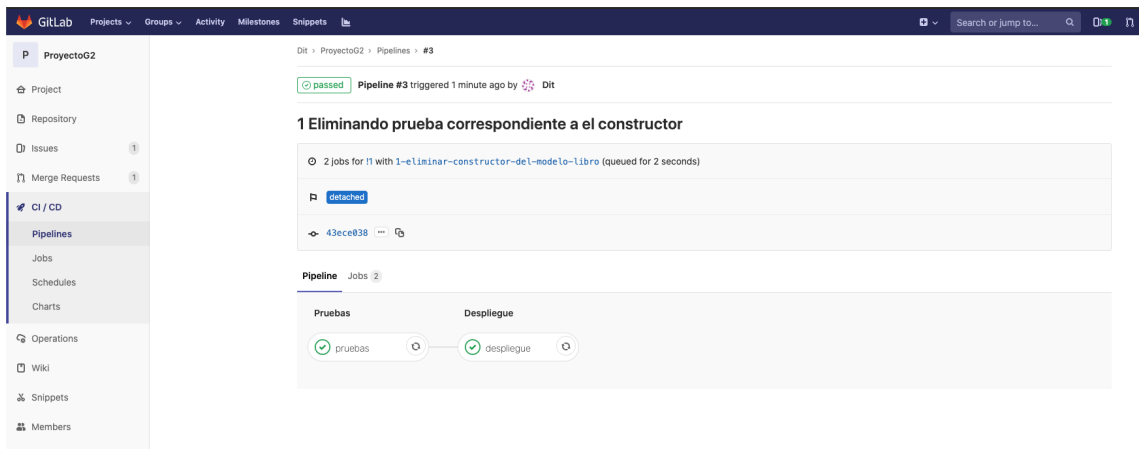 GitLab Projects Groups Activity Milestones Snippets Search or jump to... 1
P ProyectoG2
Project
Repository
Issues 1
Merge Requests 1
CI / CD
Pipelines
Jobs
Schedules
Charts
Operations
Wiki
Snippets
Members
Dit › ProyectoG2 › Pipelines › #3
passed Pipeline #3 triggered 1 minute ago by Dit
1 Eliminando prueba correspondiente a el constructor
2 jobs for !1 with 1-eliminar-constructor-del-modelo-libro (queued for 2 seconds)
detached
43ece038 ...
Pipeline Jobs 2
Pruebas Despliegue
pruebas despliegue